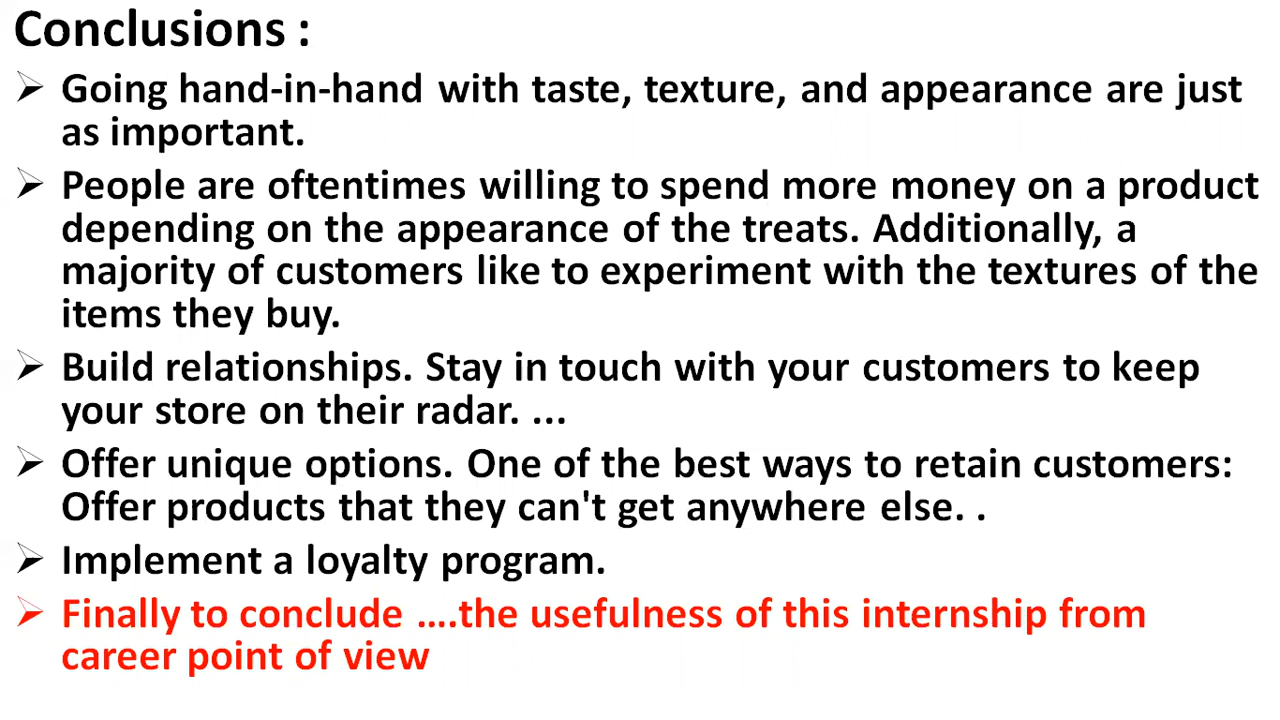 Conclusions :
➢ Going hand-in-hand with taste, texture, and appearance are just
as important.
➢ People are oftentimes willing to spend more money on a product
depending on the appearance of the treats. Additionally, a
majority of customers like to experiment with the textures of the
items they buy.
➢ Build relationships. Stay in touch with your customers to keep
your store on their radar. ...
➢ Offer unique options. One of the best ways to retain customers:
Offer products that they can't get anywhere else. .
➢ Implement a loyalty program.
➢ Finally to conclude ....the usefulness of this internship from
career point of view